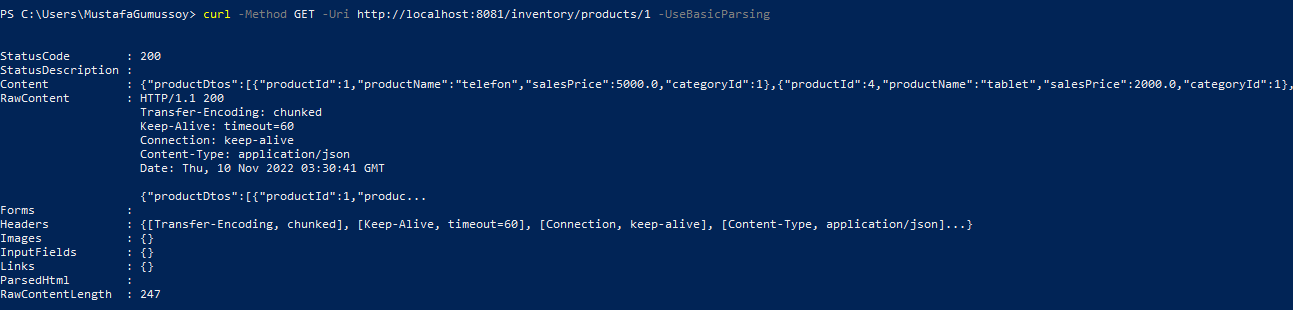 PS C:\Users\MustafaGumussoy> curl -Method GET -Uri http://localhost:8081/inventory/products/1 -UseBasicParsing
StatusCode        : 200
StatusDescription :
Content           : {"productDtos":[{"productId":1,"productName":"telefon","salesPrice":5000.0,"categoryId":1},{"productId":4,"productName":"tablet","salesPrice":2000.0,"categoryId":1},
RawContent        : HTTP/1.1 200
                    Transfer-Encoding: chunked
                    Keep-Alive: timeout=60
                    Connection: keep-alive
                    Content-Type: application/json
                    Date: Thu, 10 Nov 2022 03:30:41 GMT
                    {"productDtos":[{"productId":1,"produc...
Forms             :
Headers           : {[Transfer-Encoding, chunked], [Keep-Alive, timeout=60], [Connection, keep-alive], [Content-Type, application/json]...}
Images            : {}
InputFields       : {}
Links             : {}
ParsedHtml        :
RawContentLength  : 247